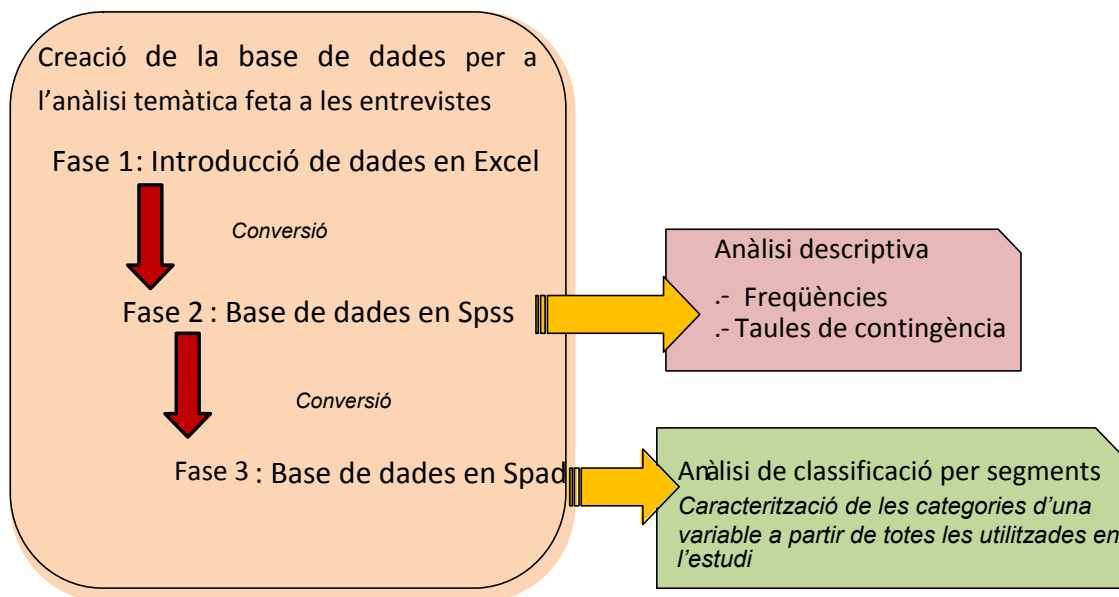 Creació de la base de dades per a
l'anàlisi temàtica feta a les entrevistes
Fase 1: Introducció de dades en Excel
Conversió
Fase 2 : Base de dades en Spss
Anàlisi descriptiva
.- Freqüències
.- Taules de contingència
Conversió
Fase 3 : Base de dades en Spad
Anàlisi de classificació per segments
Caracterització de les categories d'una
variable a partir de totes les utilitzades en
l'estudi